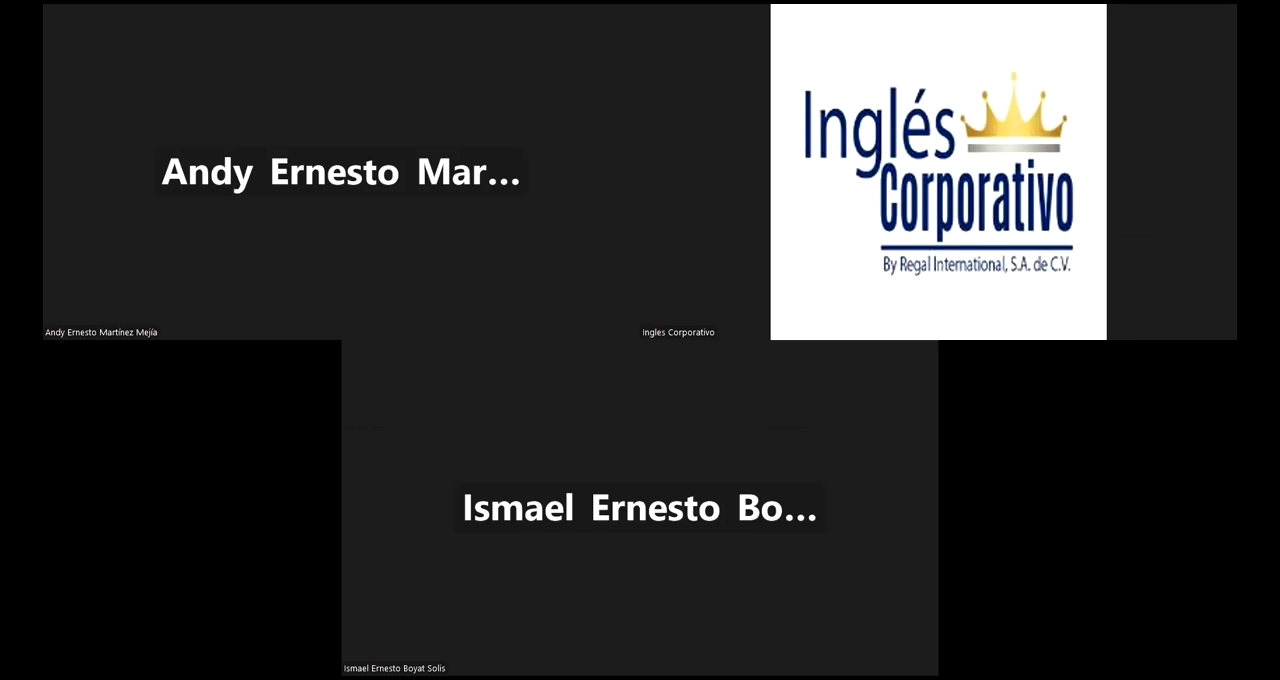 Andy Ernesto Mar...
Andy Ernesto Martínez Mejía
Inglés
Corporativo
By Regal International, S.A. de C.V.
Ingles Corporativo
Ismael Ernesto Bo...
Ismael Ernesto Boyat Solis